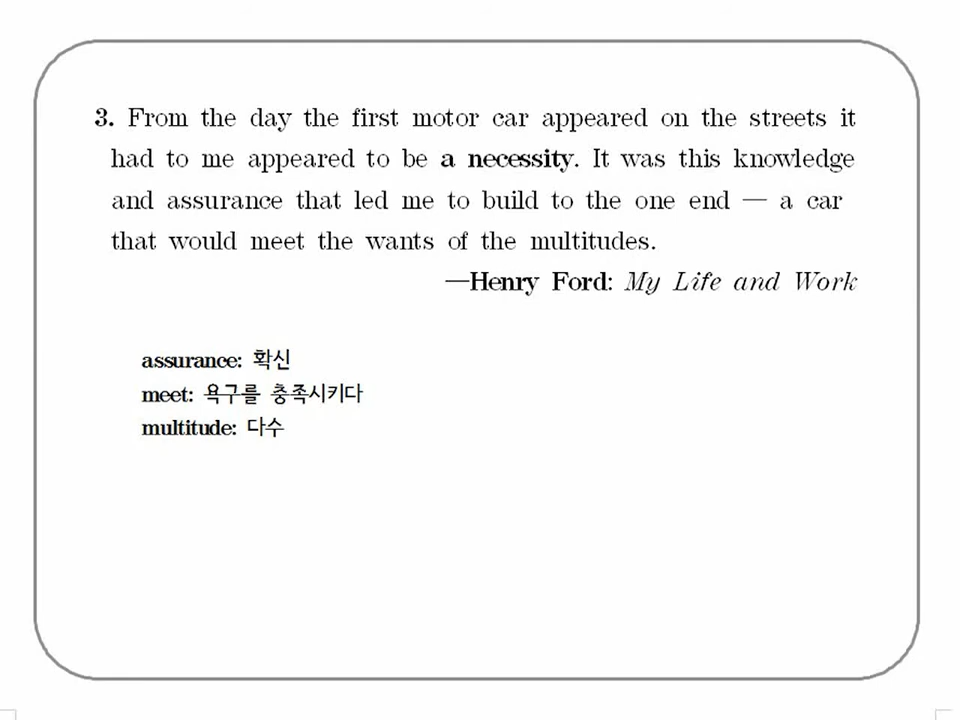 3. From the day the first motor car appeared on the streets it
had to me appeared to be a necessity. It was this knowledge
and assurance that led me to build to the one end — a car
that would meet the wants of the multitudes.
—Henry Ford: My Life and Work
assurance: 확신
meet: 욕구를 충족시키다
multitude: 다수